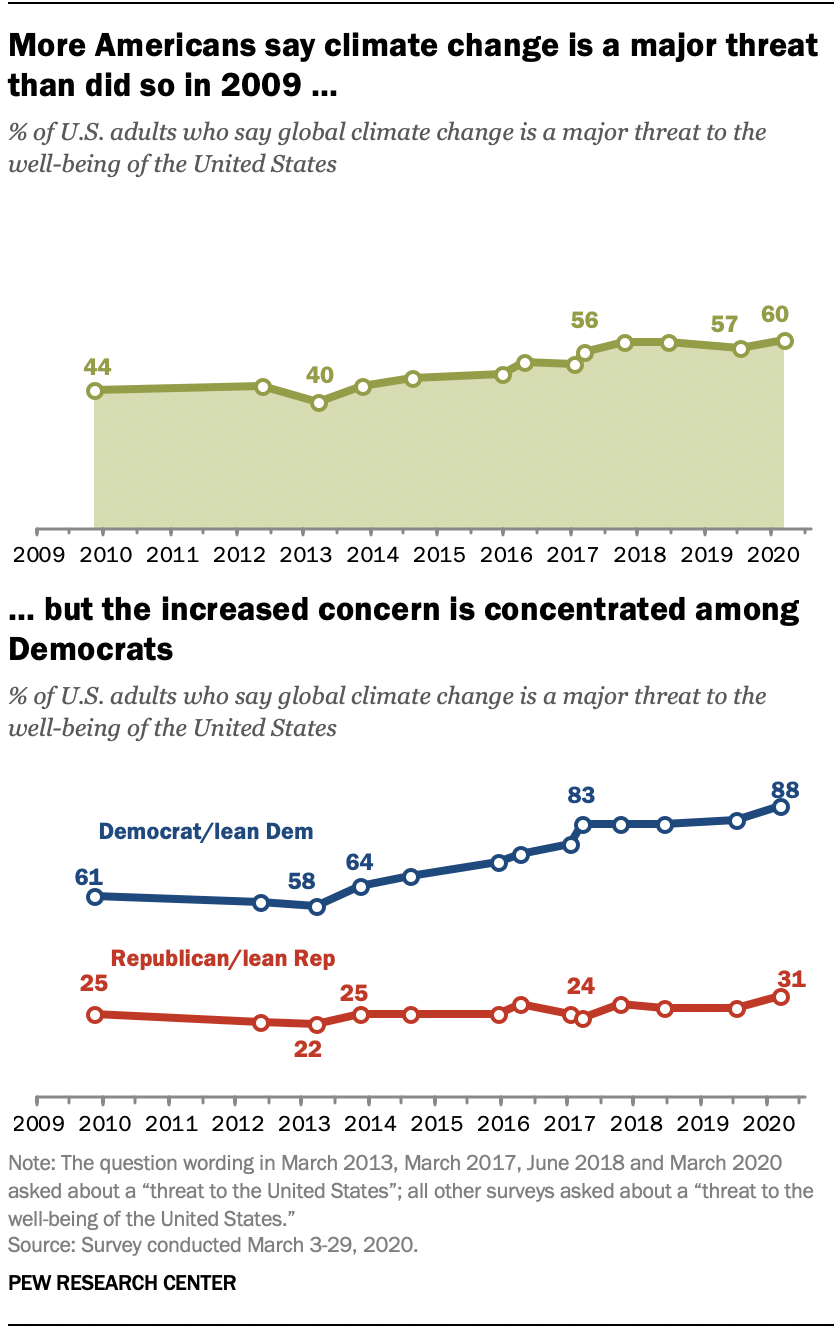 More Americans say climate change is a major threat
than did so in 2009 ...
% of U.S. adults who say global climate change is a major threat to the
well-being of the United States
44
40
56
57
60
2009 2010 2011 2012 2013 2014 2015 2016 2017 2018 2019 2020
... but the increased concern is concentrated among
Democrats
% of U.S. adults who say global climate change is a major threat to the
well-being of the United States
Democrat/lean Dem
61
58
64
83
88
Republican/lean Rep
25
22
25
24
31
2009 2010 2011 2012 2013 2014 2015 2016 2017 2018 2019 2020
Note: The question wording in March 2013, March 2017, June 2018 and March 2020
asked about a “threat to the United States”; all other surveys asked about a “threat to the
well-being of the United States.”
Source: Survey conducted March 3-29, 2020.
PEW RESEARCH CENTER